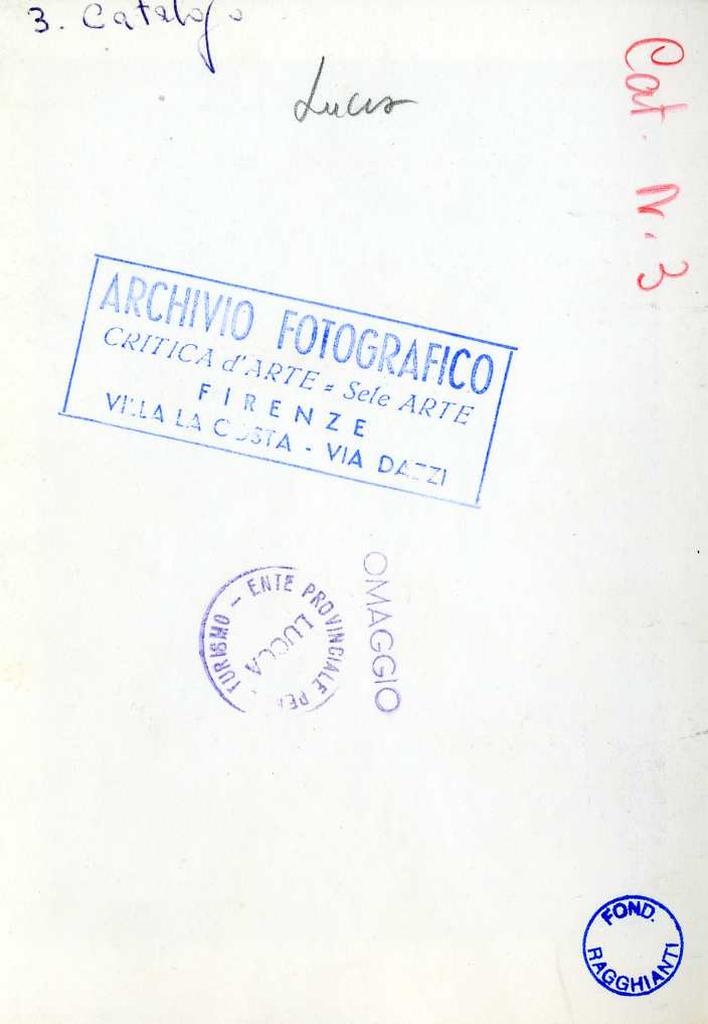 3. Catalogo
Lucca
Cat. N. 3
ARCHIVIO FOTOGRAFICO
CRITICA d'ARTE = Sele ARTE
FIRENZE
VILLA LA COSTA - VIA DAZZI
ENTE PROVINCIALE PER TURISMO -
LUCCA
OMAGGIO
FOND.
RAGGHIANTI